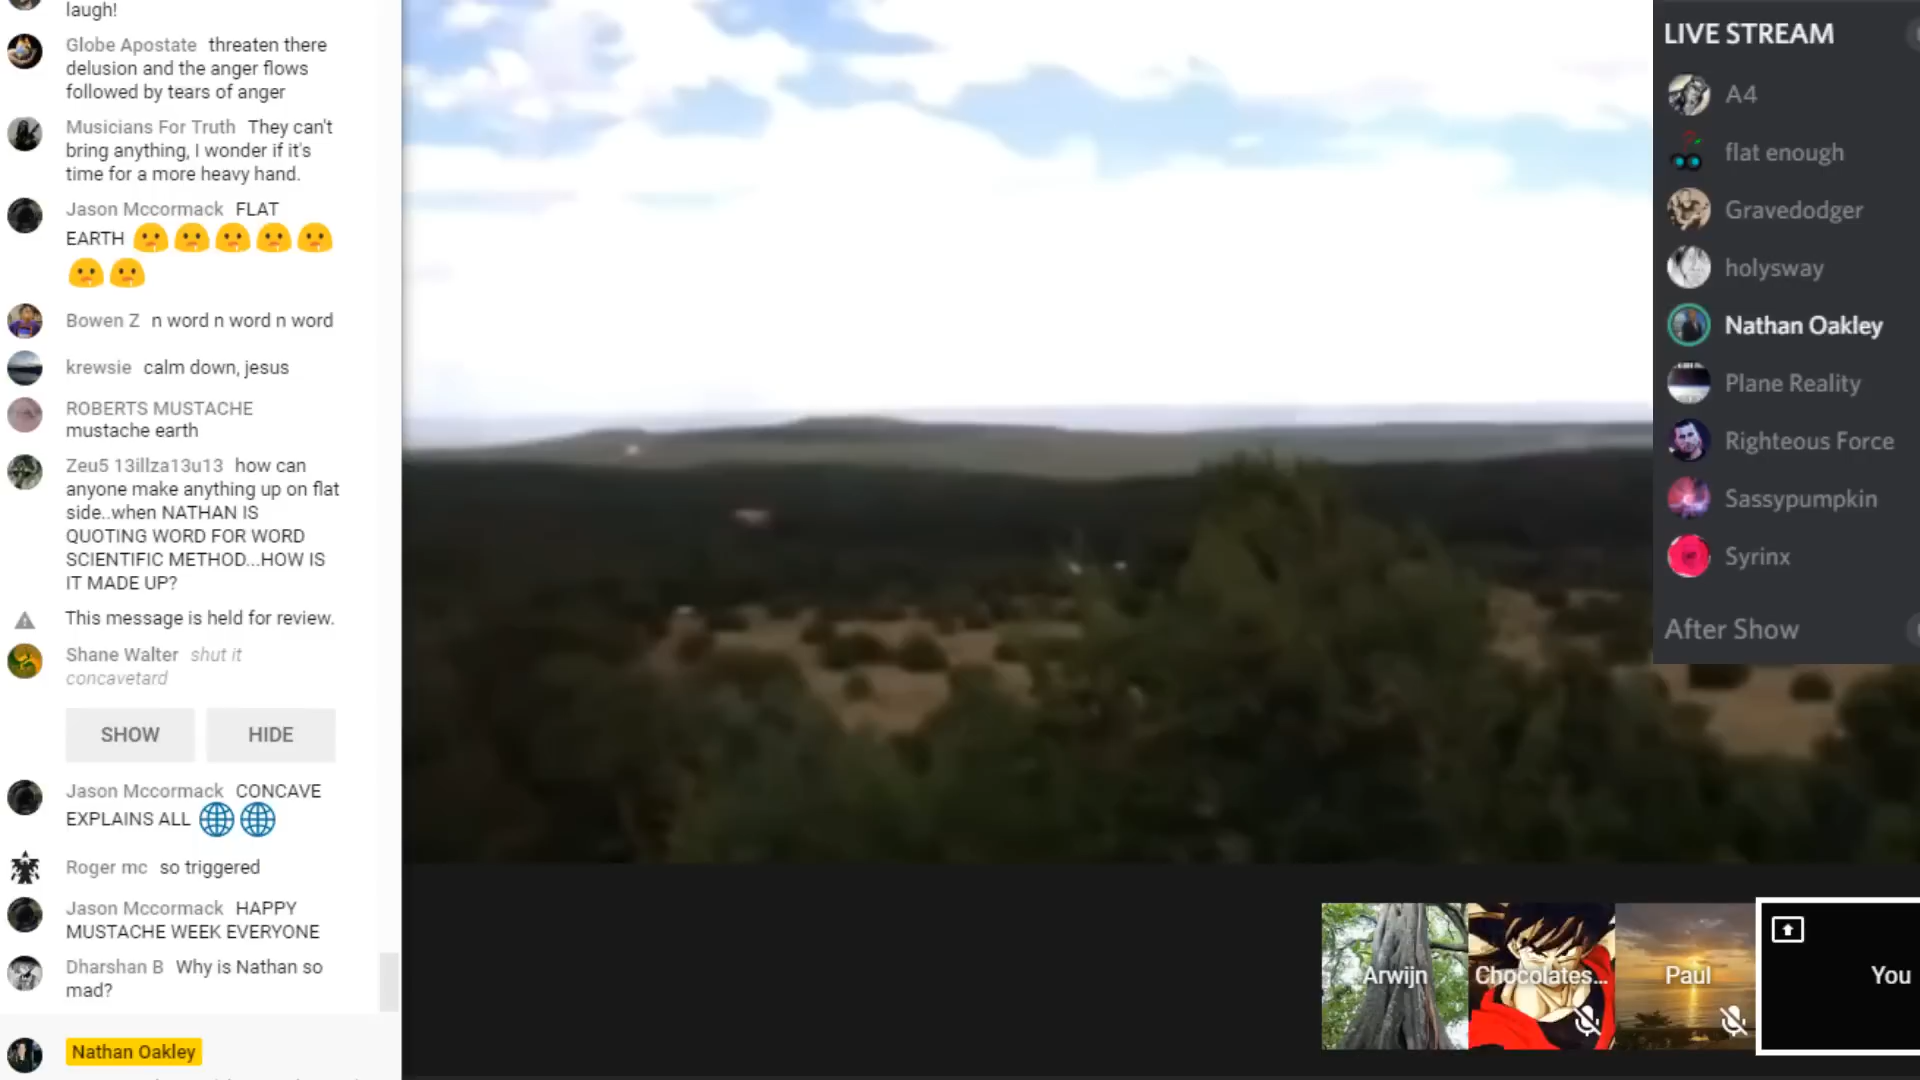 laugh!
Globe Apostate threaten there
delusion and the anger flows
followed by tears of anger
Musicians For Truth They can't
bring anything, I wonder if it's
time for a more heavy hand.
Jason Mccormack FLAT
EARTH
Bowen Z n word n word n word
krewsie calm down, jesus
ROBERTS MUSTACHE
mustache earth
Zeu5 13illza13u13 how can
anyone make anything up on flat
side..when NATHAN IS
QUOTING WORD FOR WORD
SCIENTIFIC METHOD...HOW IS
IT MADE UP?
This message is held for review.
Shane Walter shut it
concavetard
SHOW HIDE
Jason Mccormack CONCAVE
EXPLAINS ALL
Roger mc so triggered
Jason Mccormack HAPPY
MUSTACHE WEEK EVERYONE
Dharshan B Why is Nathan so
mad?
Nathan Oakley
LIVE STREAM
A4
flat enough
Gravedodger
holysway
Nathan Oakley
Plane Reality
Righteous Force
Sassypumpkin
Syrinx
After Show
Arwijn
Chocolates...
Paul
You